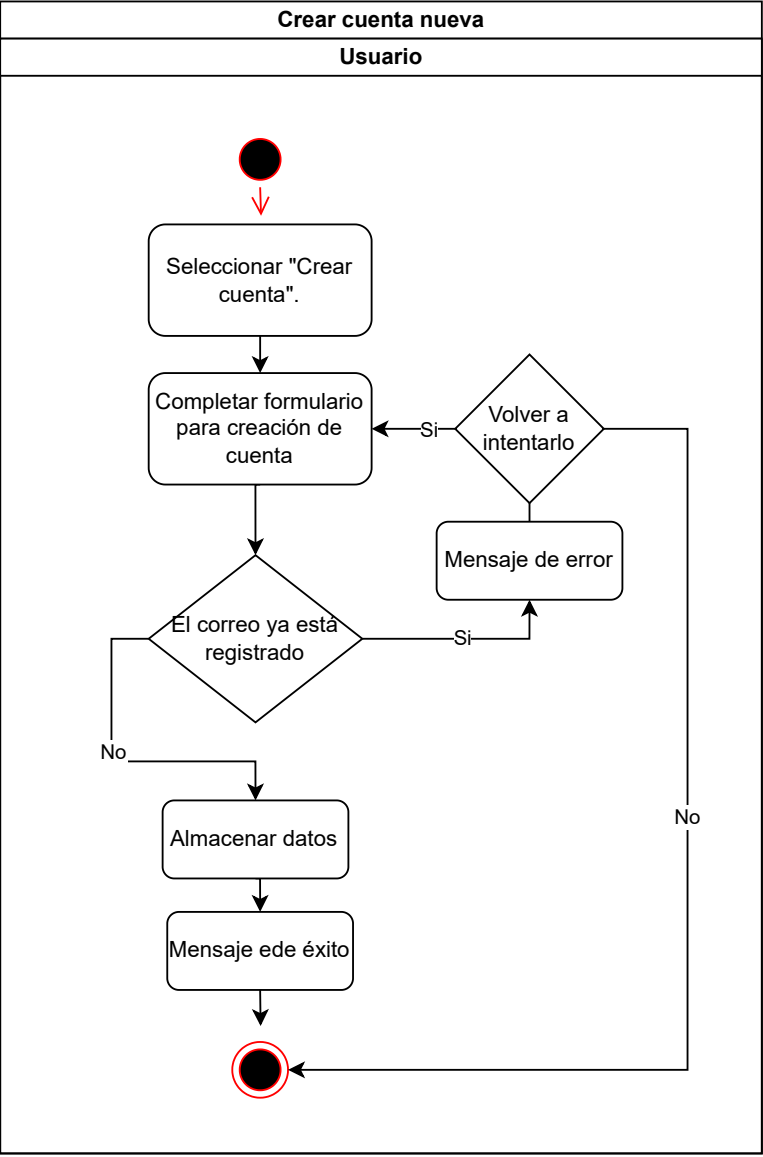 Crear cuenta nueva
Usuario
Seleccionar "Crear
cuenta".
Completar formulario
para creación de
cuenta
Volver a
intentarlo
Si
Mensaje de error
El correo ya está
registrado
Si
No
Almacenar datos
No
Mensaje ede éxito